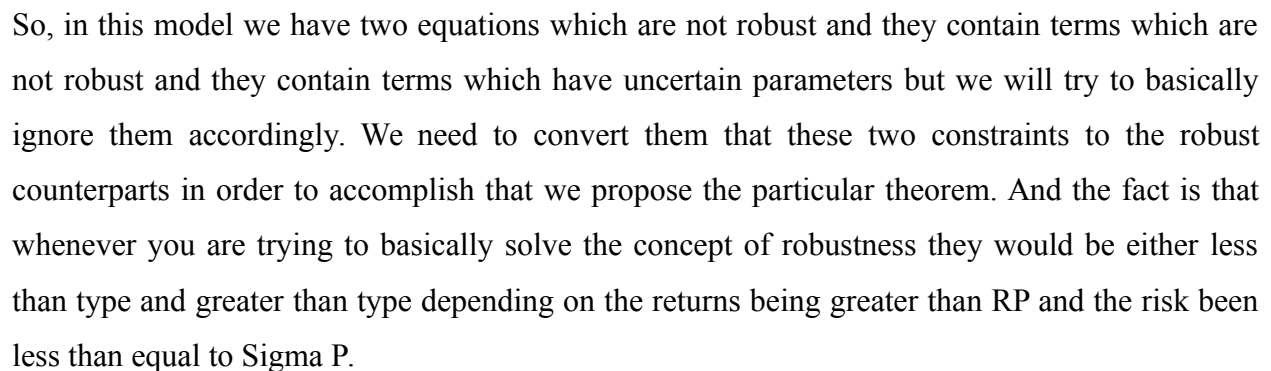 So, in this model we have two equations which are not robust and they contain terms which are
not robust and they contain terms which have uncertain parameters but we will try to basically
ignore them accordingly. We need to convert them that these two constraints to the robust
counterparts in order to accomplish that we propose the particular theorem. And the fact is that
whenever you are trying to basically solve the concept of robustness they would be either less
than type and greater than type depending on the returns being greater than RP and the risk been
less than equal to Sigma P.